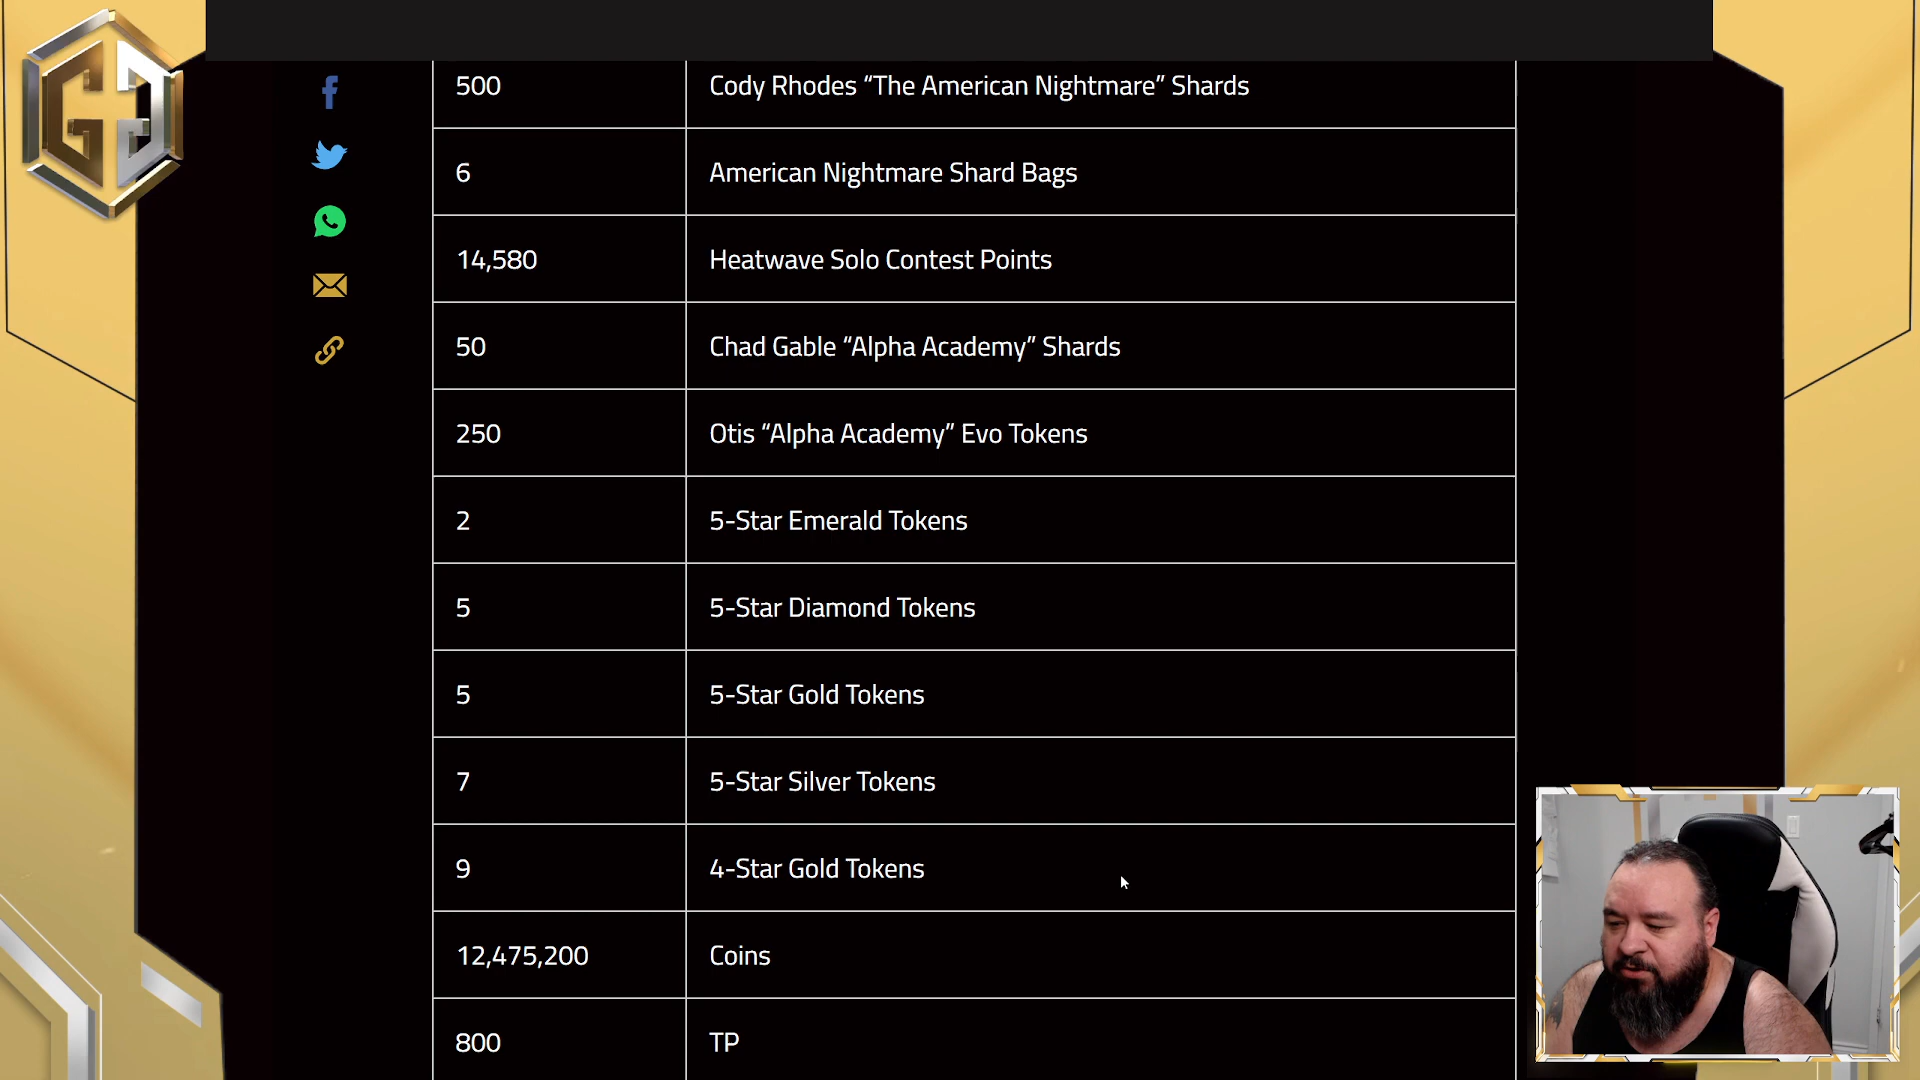 500 Cody Rhodes “The American Nightmare” Shards
6 American Nightmare Shard Bags
14,580 Heatwave Solo Contest Points
50 Chad Gable “Alpha Academy” Shards
250 Otis “Alpha Academy” Evo Tokens
2 5-Star Emerald Tokens
5 5-Star Diamond Tokens
5 5-Star Gold Tokens
7 5-Star Silver Tokens
9 4-Star Gold Tokens
12,475,200 Coins
800 TP